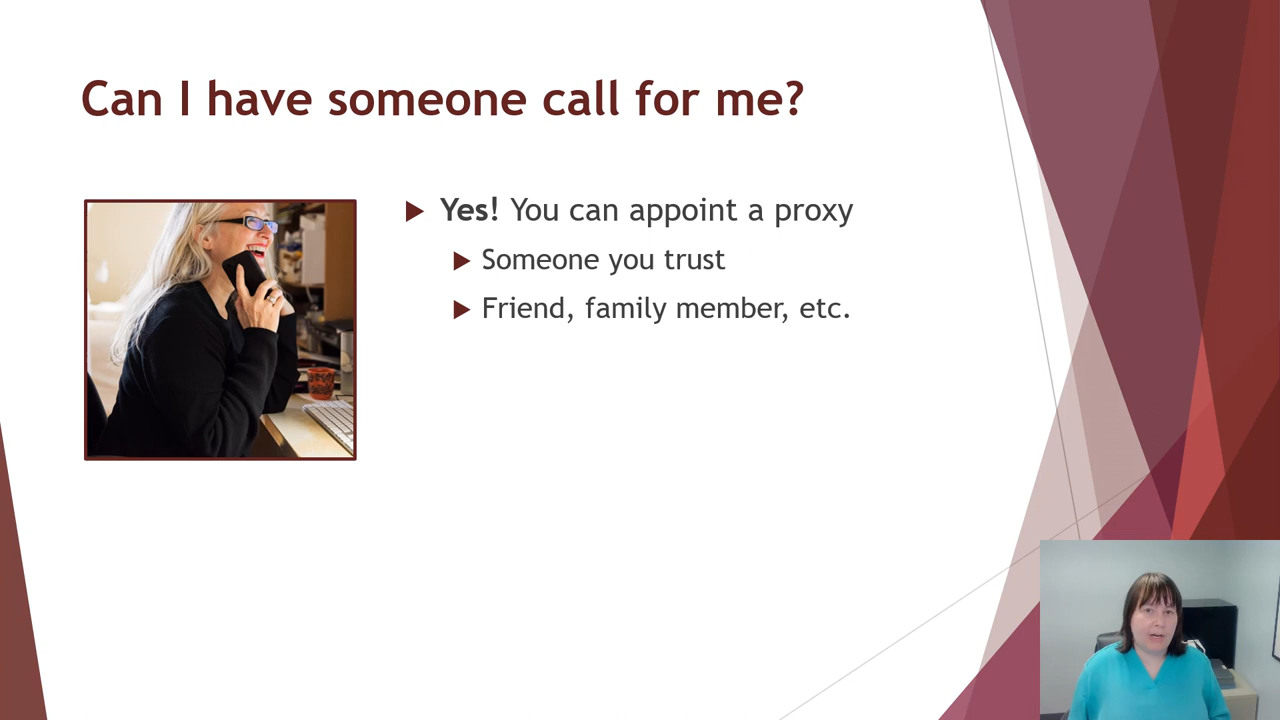 Can I have someone call for me?
Yes! You can appoint a proxy
Someone you trust
Friend, family member, etc.